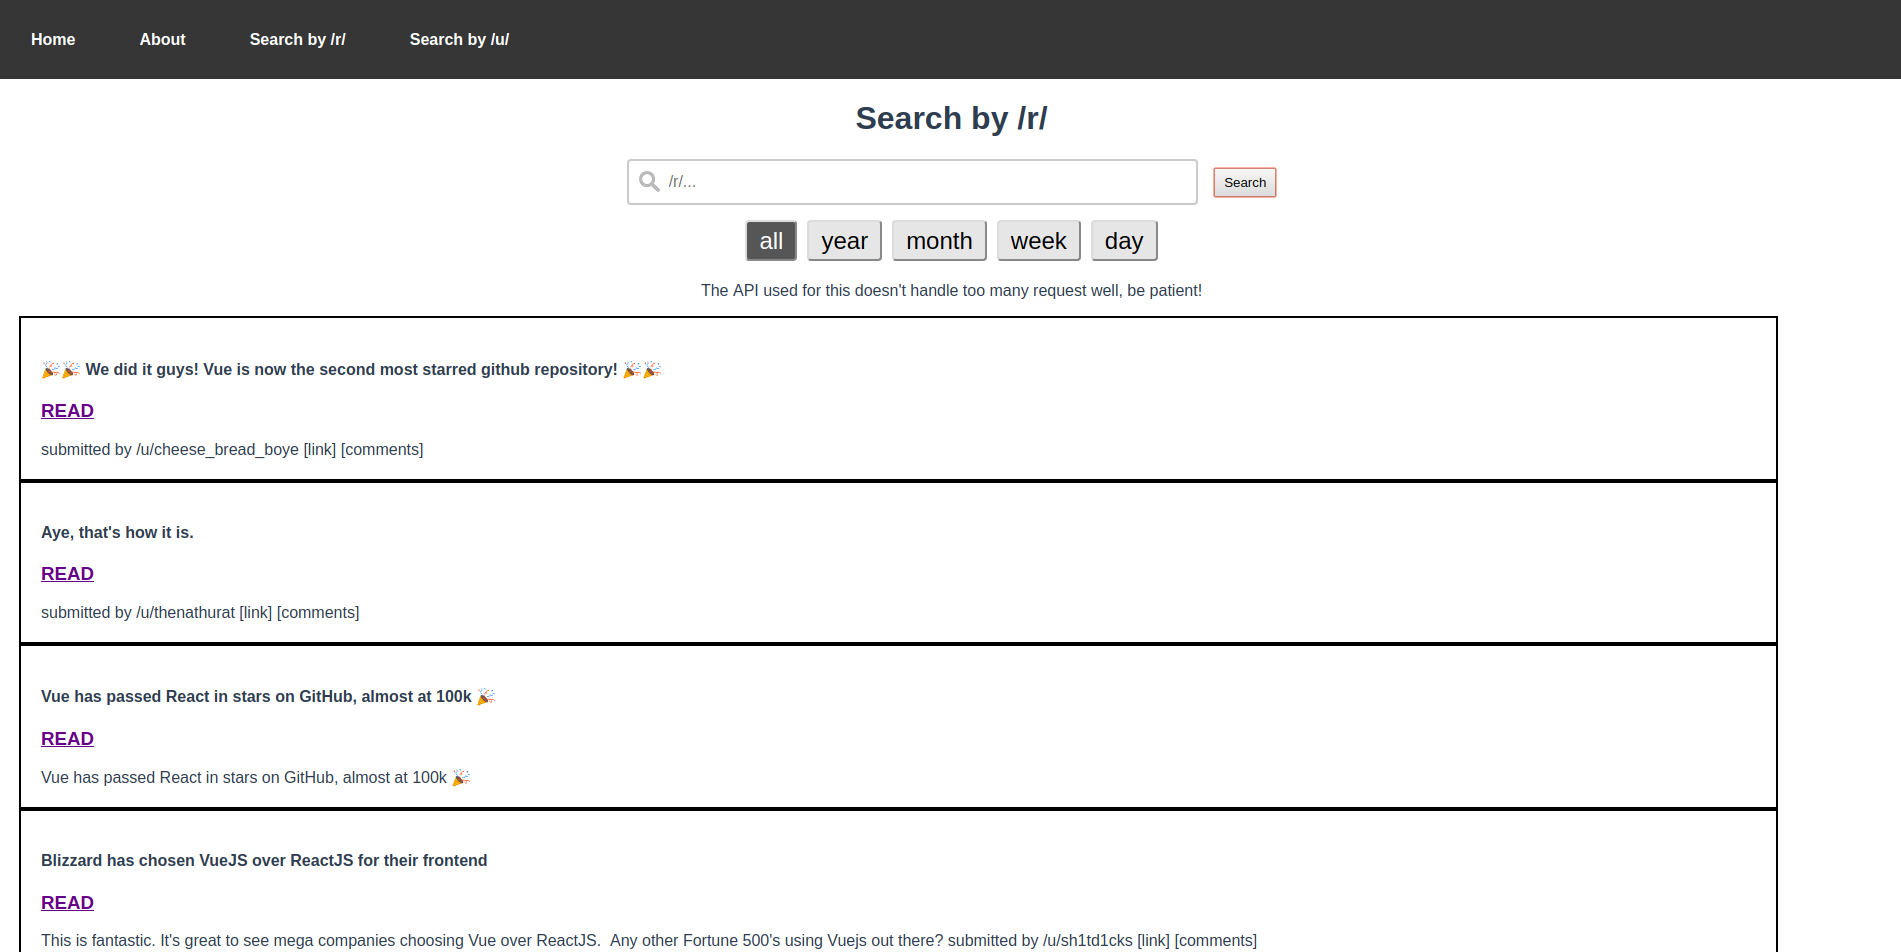 Home About Search by /r/ Search by /u/
Search by /r/
/r/... Search
all year month week day
The API used for this doesn't handle too many request well, be patient!
🎉🎉 We did it guys! Vue is now the second most starred github repository! 🎉🎉
READ
submitted by /u/cheese_bread_boye [link] [comments]
Aye, that's how it is.
READ
submitted by /u/thenathurat [link] [comments]
Vue has passed React in stars on GitHub, almost at 100k 🎉
READ
Vue has passed React in stars on GitHub, almost at 100k 🎉
Blizzard has chosen VueJS over ReactJS for their frontend
READ
This is fantastic. It's great to see mega companies choosing Vue over ReactJS.  Any other Fortune 500's using Vuejs out there? submitted by /u/sh1td1cks [link] [comments]